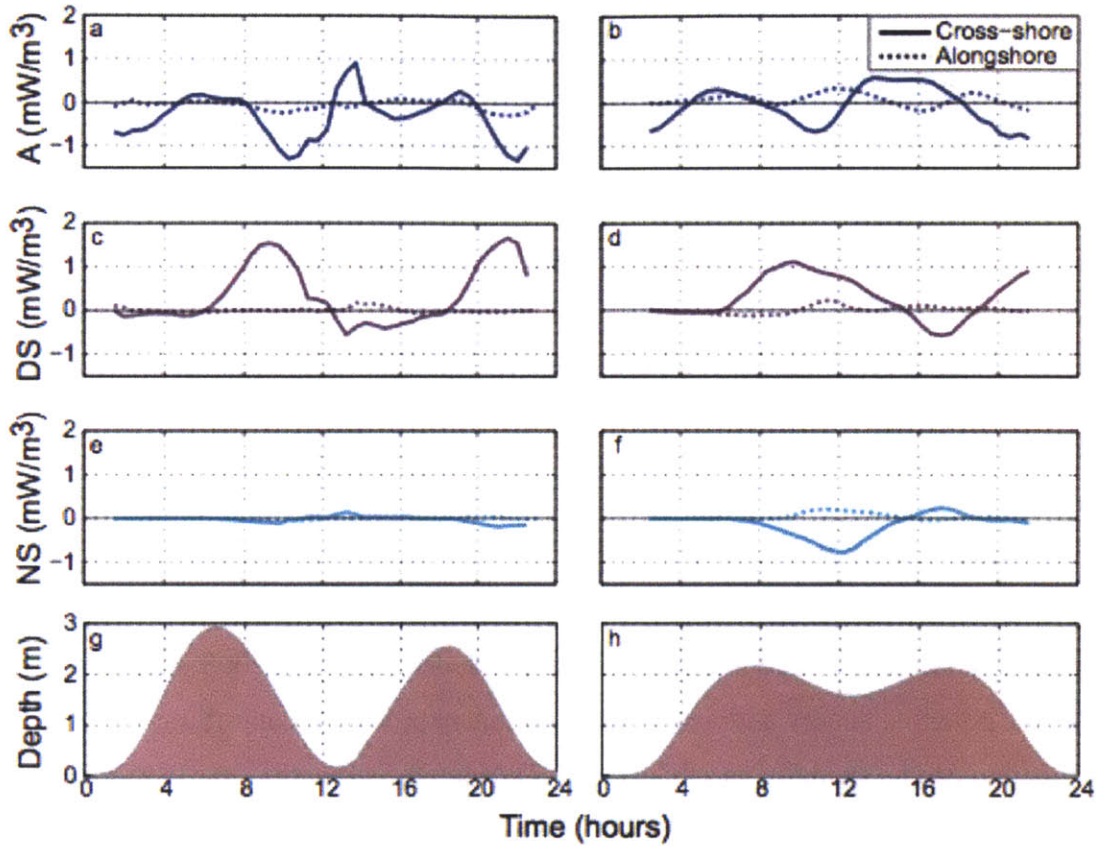 2
1
0
−1
A (mW/m3)
a
b
Cross−shore
Alongshore
2
1
0
−1
DS (mW/m3)
c
d
2
1
0
−1
NS (mW/m3)
e
f
3
2
1
0
Depth (m)
g
h
0 4 8 12 16 20 24
0 4 8 12 16 20 24
Time (hours)